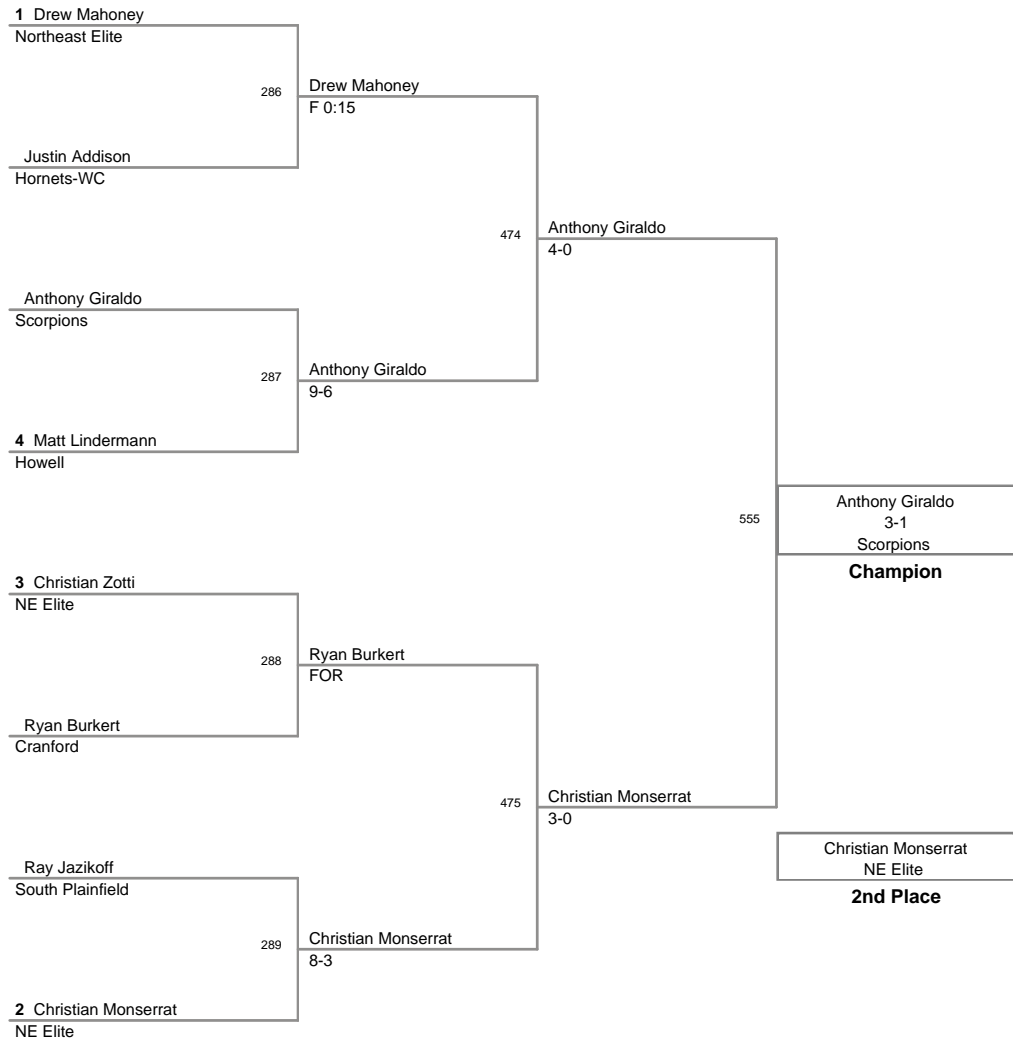 1 Drew Mahoney
Northeast Elite
286
Drew Mahoney
F 0:15
Justin Addison
Hornets-WC
474
Anthony Giraldo
4-0
Anthony Giraldo
Scorpions
287
Anthony Giraldo
9-6
4 Matt Lindermann
Howell
555
Anthony Giraldo
3-1
Scorpions
Champion
3 Christian Zotti
NE Elite
288
Ryan Burkert
FOR
Ryan Burkert
Cranford
475
Christian Monserrat
3-0
Christian Monserrat
NE Elite
2nd Place
Ray Jazikoff
South Plainfield
289
Christian Monserrat
8-3
2 Christian Monserrat
NE Elite